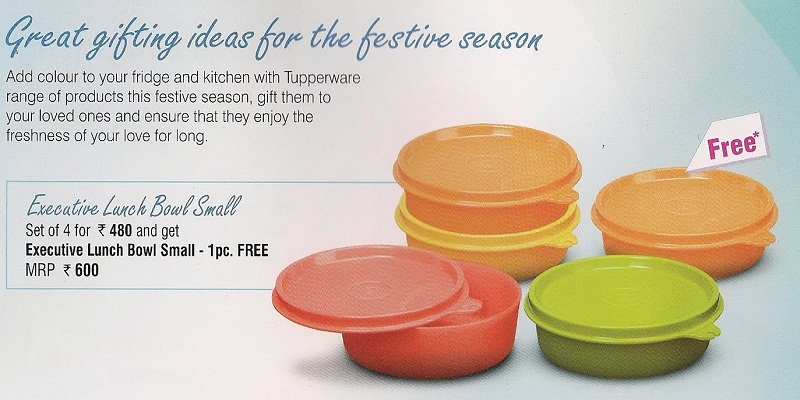 Great gifting ideas for the festive season
Add colour to your fridge and kitchen with Tupperware
range of products this festive season, gift them to
your loved ones and ensure that they enjoy the
freshness of your love for long.
Free*
Executive Lunch Bowl Small
Set of 4 for ₹ 480 and get
Executive Lunch Bowl Small - 1pc. FREE
MRP ₹ 600